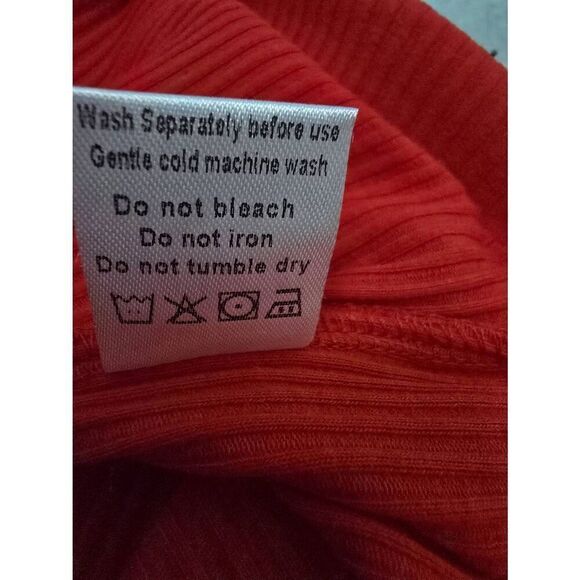 Wash Separately before use
Gentle cold machine wash
Do not bleach
Do not iron
Do not tumble dry